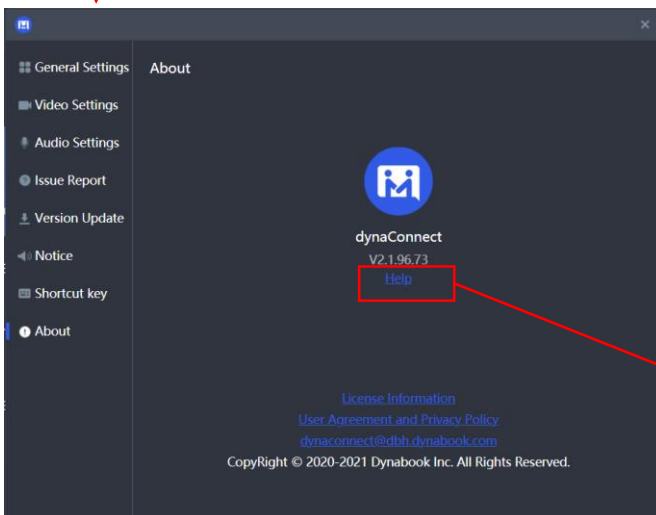 General Settings
About
Video Settings
Audio Settings
Issue Report
Version Update
dynaConnect
Notice
V2.1.96.73
Help
Shortcut key
About
License Information
User Agreement and Privacy Policy
dynaconnect@dbh.dynabook.com
CopyRight © 2020-2021 Dynabook Inc. All Rights Reserved.